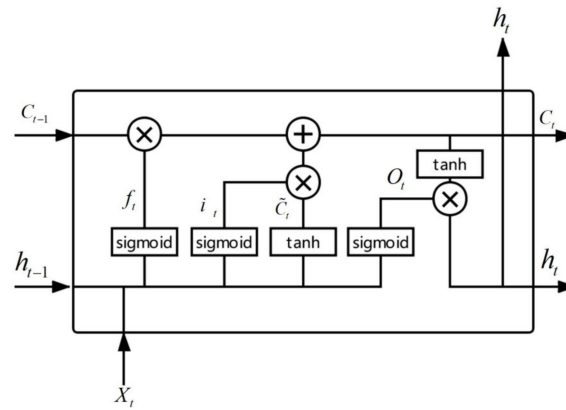 h_t
C_{t-1}
×
+
C_t
tanh
f_t
i_t
×
C̃_t
O_t
×
sigmoid
sigmoid
tanh
sigmoid
h_{t-1}
h_t
X_t